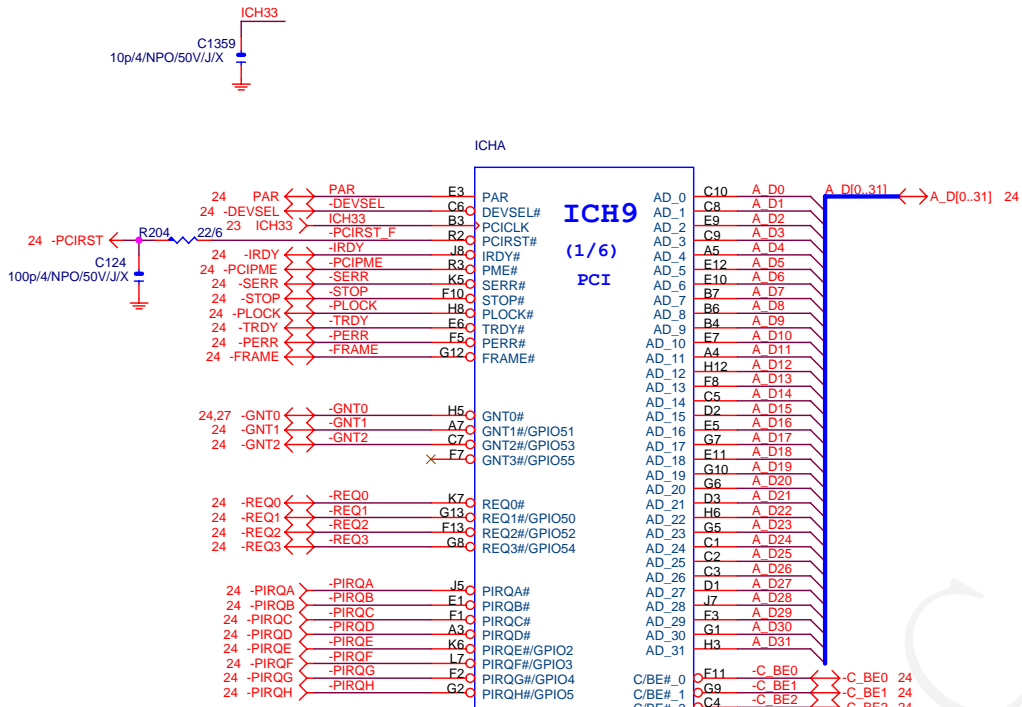 ICH33
C1359
10p/4/NPO/50V/J/X
ICHA
ICH9
(1/6)
PCI
24 PAR PAR E3 PAR
24 -DEVSEL -DEVSEL C6 DEVSEL#
23 ICH33 ICH33 B3 PCICLK
24 -PCIRST R204 22/6 -PCIRST_F R2 PCIRST#
C124
100p/4/NPO/50V/J/X
24 -IRDY -IRDY J8 IRDY#
24 -PCIPME -PCIPME R3 PME#
24 -SERR -SERR K5 SERR#
24 -STOP -STOP F10 STOP#
24 -PLOCK -PLOCK H8 PLOCK#
24 -TRDY -TRDY E6 TRDY#
24 -PERR -PERR F5 PERR#
24 -FRAME -FRAME G12 FRAME#
24,27 -GNT0 -GNT0 H5 GNT0#
24 -GNT1 -GNT1 A7 GNT1#/GPIO51
24 -GNT2 -GNT2 C7 GNT2#/GPIO53
F7 GNT3#/GPIO55
24 -REQ0 -REQ0 K7 REQ0#
24 -REQ1 -REQ1 G13 REQ1#/GPIO50
24 -REQ2 -REQ2 F13 REQ2#/GPIO52
24 -REQ3 -REQ3 G8 REQ3#/GPIO54
24 -PIRQA -PIRQA J5 PIRQA#
24 -PIRQB -PIRQB E1 PIRQB#
24 -PIRQC -PIRQC F1 PIRQC#
24 -PIRQD -PIRQD A3 PIRQD#
24 -PIRQE -PIRQE K6 PIRQE#/GPIO2
24 -PIRQF -PIRQF L7 PIRQF#/GPIO3
24 -PIRQG -PIRQG F2 PIRQG#/GPIO4
24 -PIRQH -PIRQH G2 PIRQH#/GPIO5
AD_0 C10 A_D0 A_D[0..31] A_D[0..31] 24
AD_1 C8 A_D1
AD_2 E9 A_D2
AD_3 C9 A_D3
AD_4 A5 A_D4
AD_5 E12 A_D5
AD_6 E10 A_D6
AD_7 B7 A_D7
AD_8 B6 A_D8
AD_9 B4 A_D9
AD_10 E7 A_D10
AD_11 A4 A_D11
AD_12 H12 A_D12
AD_13 F8 A_D13
AD_14 C5 A_D14
AD_15 D2 A_D15
AD_16 E5 A_D16
AD_17 G7 A_D17
AD_18 E11 A_D18
AD_19 G10 A_D19
AD_20 G6 A_D20
AD_21 D3 A_D21
AD_22 H6 A_D22
AD_23 G5 A_D23
AD_24 C1 A_D24
AD_25 C2 A_D25
AD_26 C3 A_D26
AD_27 D1 A_D27
AD_28 J7 A_D28
AD_29 F3 A_D29
AD_30 G1 A_D30
AD_31 H3 A_D31
C/BE#_0 F11 -C_BE0 -C_BE0 24
C/BE#_1 G9 -C_BE1 -C_BE1 24
C/BE#_2 C4 -C_BE2 -C_BE2 24